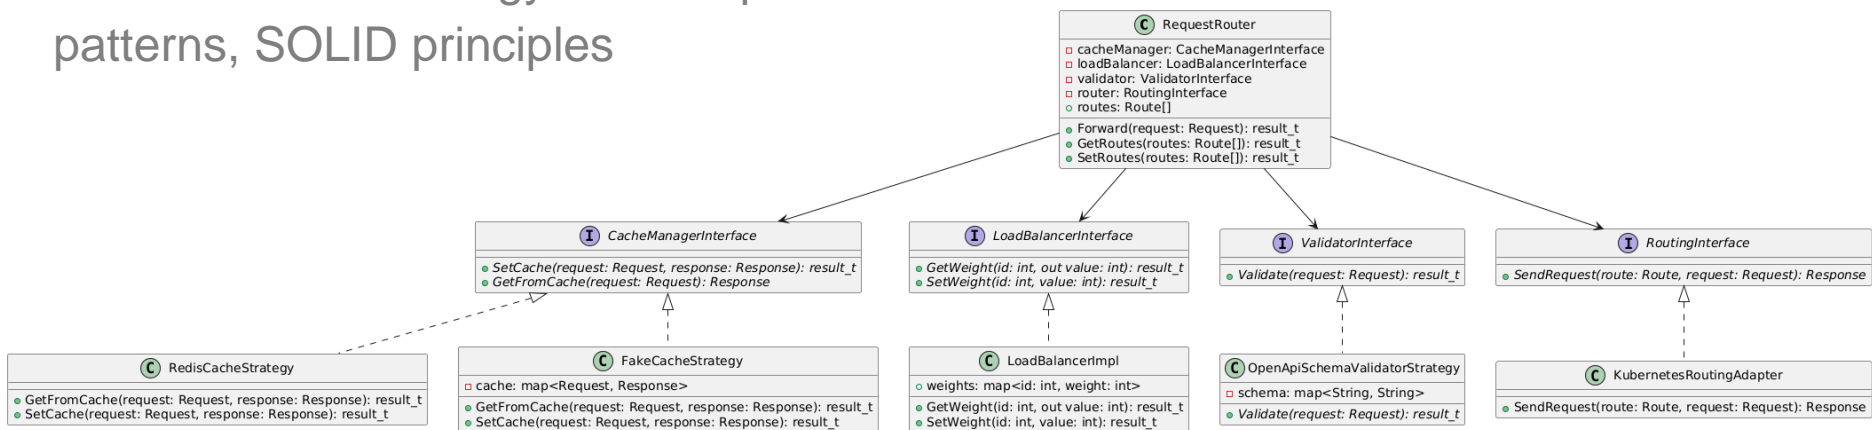 patterns, SOLID principles
C RequestRouter
cacheManager: CacheManagerInterface
loadBalancer: LoadBalancerInterface
validator: ValidatorInterface
router: RoutingInterface
routes: Route[]
Forward(request: Request): result_t
GetRoutes(routes: Route[]): result_t
SetRoutes(routes: Route[]): result_t
I CacheManagerInterface
SetCache(request: Request, response: Response): result_t
GetFromCache(request: Request): Response
I LoadBalancerInterface
GetWeight(id: int, out value: int): result_t
SetWeight(id: int, value: int): result_t
I ValidatorInterface
Validate(request: Request): result_t
I RoutingInterface
SendRequest(route: Route, request: Request): Response
C RedisCacheStrategy
GetFromCache(request: Request, response: Response): result_t
SetCache(request: Request, response: Response): result_t
C FakeCacheStrategy
cache: map<Request, Response>
GetFromCache(request: Request, response: Response): result_t
SetCache(request: Request, response: Response): result_t
C LoadBalancerImpl
weights: map<id: int, weight: int>
GetWeight(id: int, out value: int): result_t
SetWeight(id: int, value: int): result_t
C OpenApiSchemaValidatorStrategy
schema: map<String, String>
Validate(request: Request): result_t
C KubernetesRoutingAdapter
SendRequest(route: Route, request: Request): Response